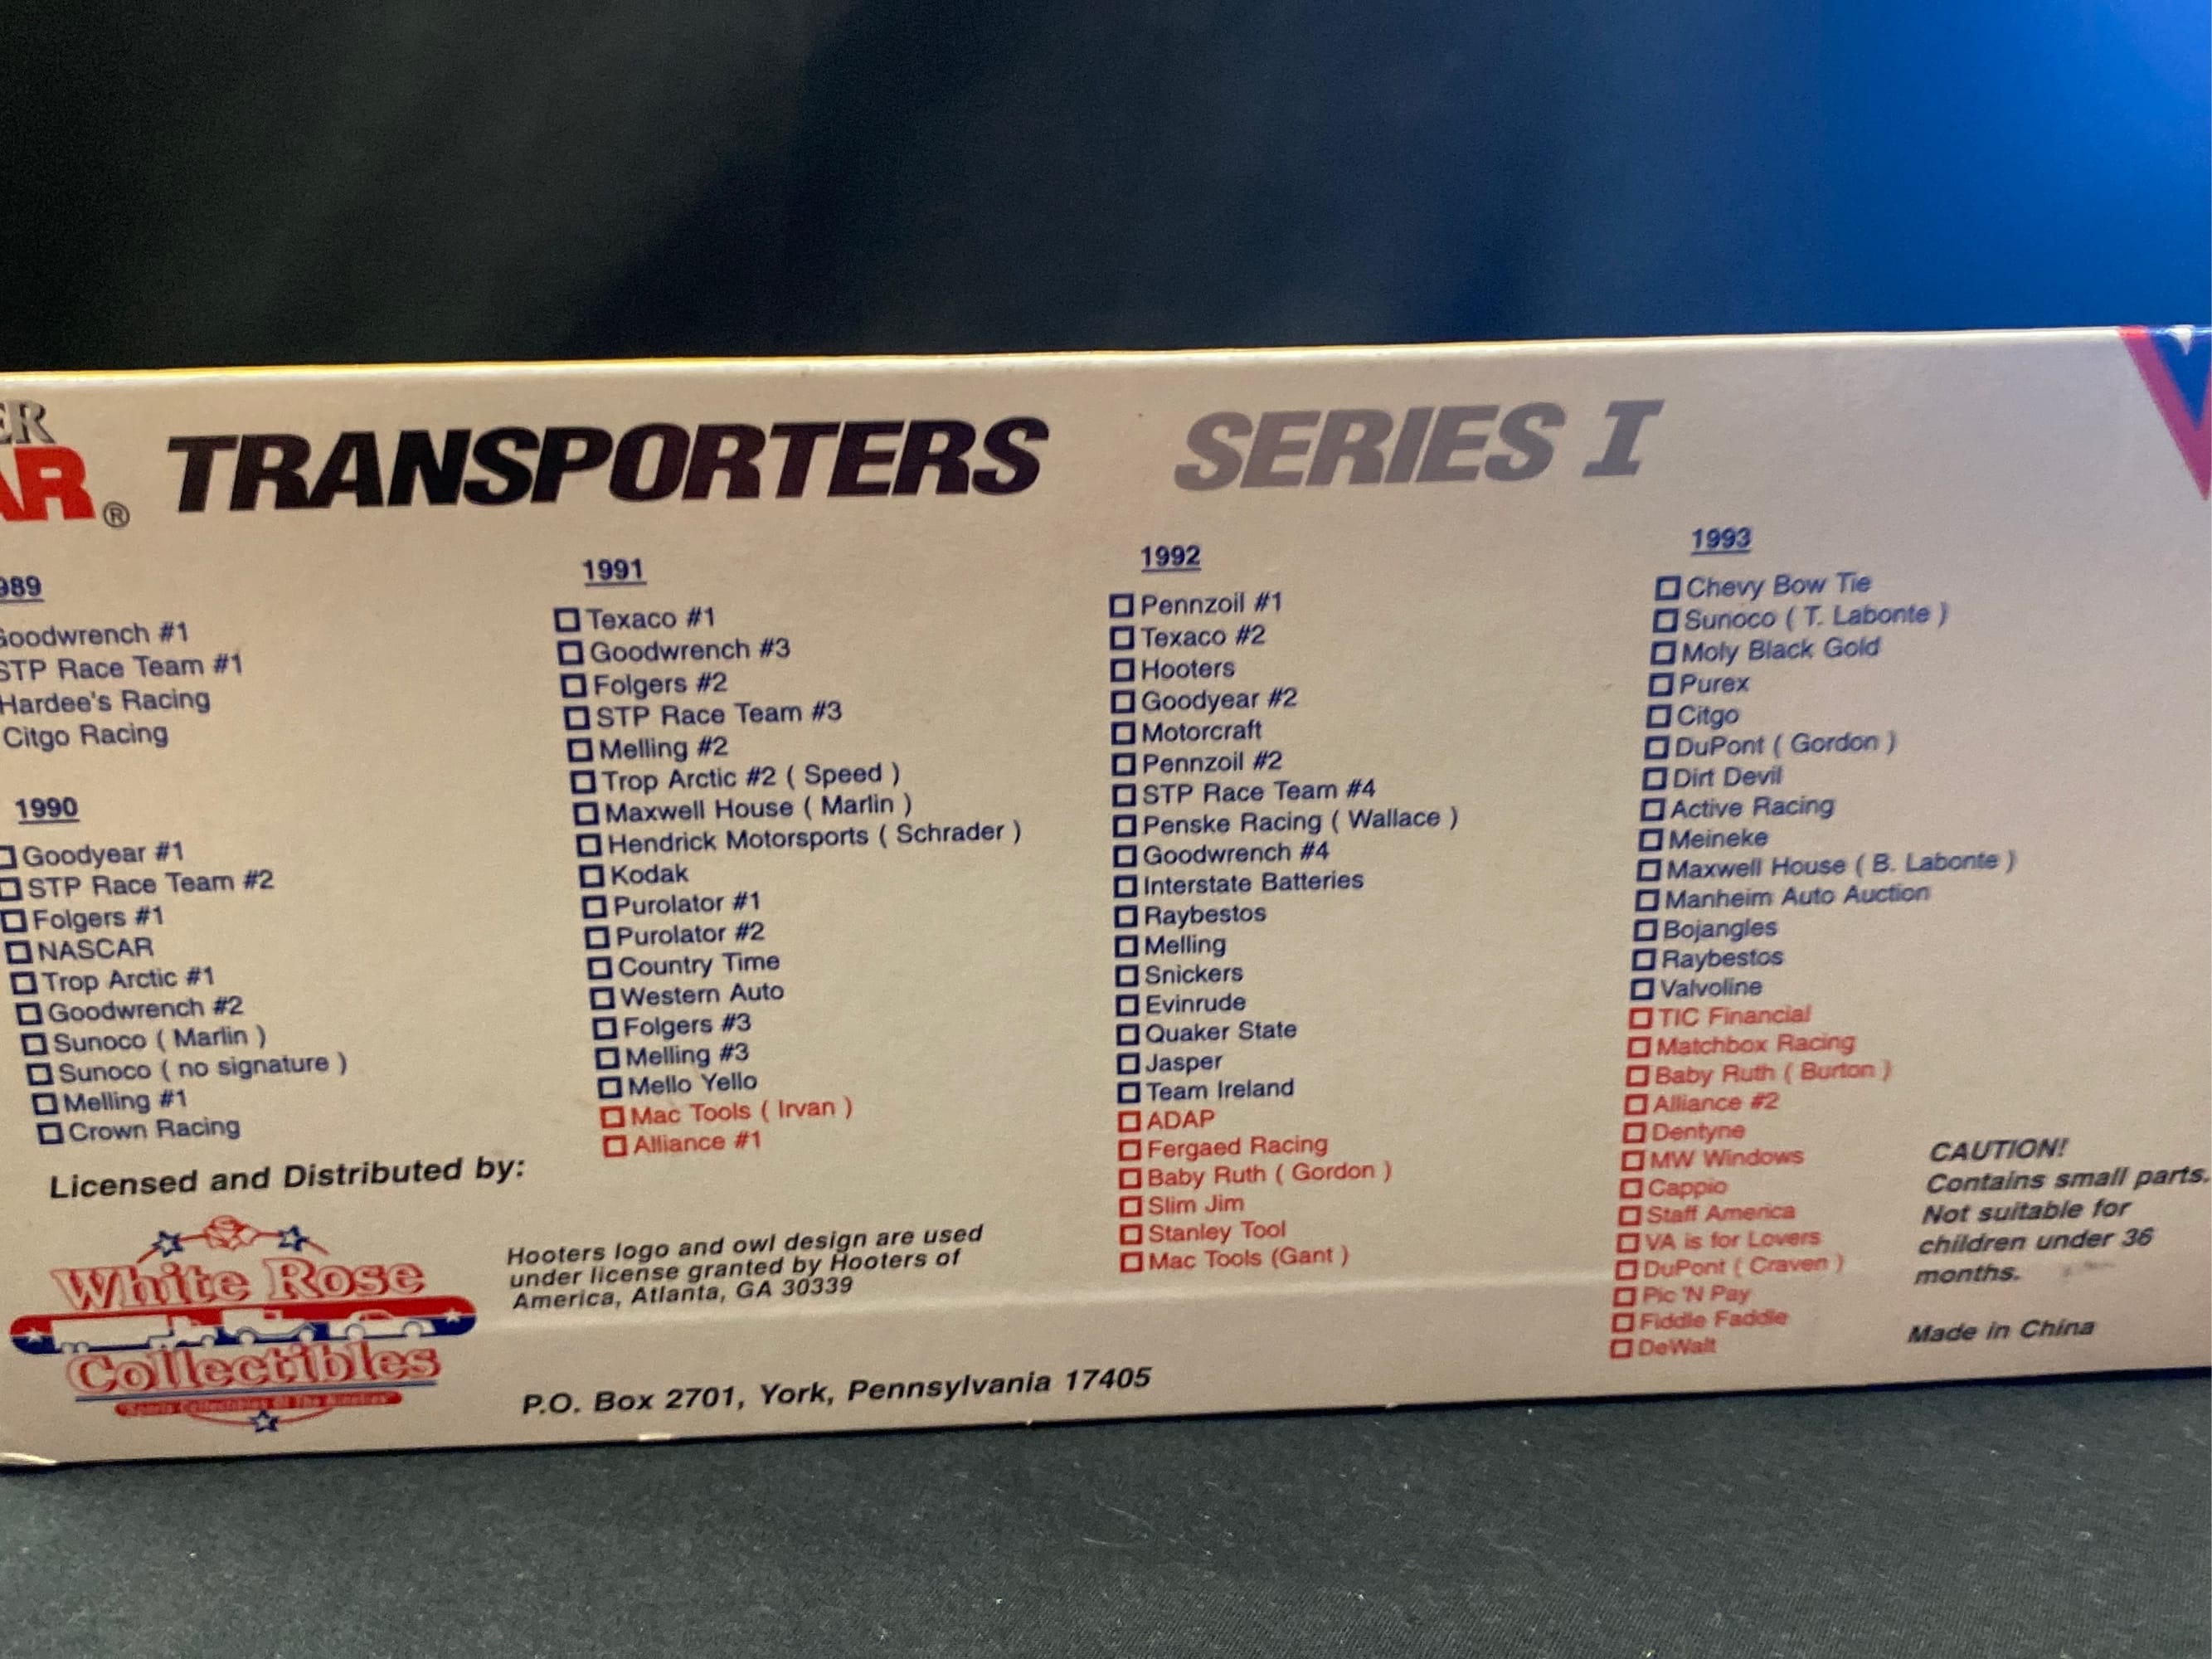 ER
AR® TRANSPORTERS SERIES I
989
Goodwrench #1
STP Race Team #1
Hardee's Racing
Citgo Racing
1990
Goodyear #1
STP Race Team #2
Folgers #1
NASCAR
Trop Arctic #1
Goodwrench #2
Sunoco ( Marlin )
Sunoco ( no signature )
Melling #1
Crown Racing
1991
Texaco #1
Goodwrench #3
Folgers #2
STP Race Team #3
Melling #2
Trop Arctic #2 ( Speed )
Maxwell House ( Marlin )
Hendrick Motorsports ( Schrader )
Kodak
Purolator #1
Purolator #2
Country Time
Western Auto
Folgers #3
Melling #3
Mello Yello
Mac Tools ( Irvan )
Alliance #1
1992
Pennzoil #1
Texaco #2
Hooters
Goodyear #2
Motorcraft
Pennzoil #2
STP Race Team #4
Penske Racing ( Wallace )
Goodwrench #4
Interstate Batteries
Raybestos
Melling
Snickers
Evinrude
Quaker State
Jasper
Team Ireland
ADAP
Fergaed Racing
Baby Ruth ( Gordon )
Slim Jim
Stanley Tool
Mac Tools (Gant )
1993
Chevy Bow Tie
Sunoco ( T. Labonte )
Moly Black Gold
Purex
Citgo
DuPont ( Gordon )
Dirt Devil
Active Racing
Meineke
Maxwell House ( B. Labonte )
Manheim Auto Auction
Bojangles
Raybestos
Valvoline
TIC Financial
Matchbox Racing
Baby Ruth ( Burton )
Alliance #2
Dentyne
MW Windows
Cappio
Staff America
VA is for Lovers
DuPont ( Craven )
Pic 'N Pay
Fiddle Faddle
DeWalt
Licensed and Distributed by:
White Rose
Collectibles
Hooters logo and owl design are used
under license granted by Hooters of
America, Atlanta, GA 30339
P.O. Box 2701, York, Pennsylvania 17405
CAUTION!
Contains small parts.
Not suitable for
children under 36
months.
Made in China